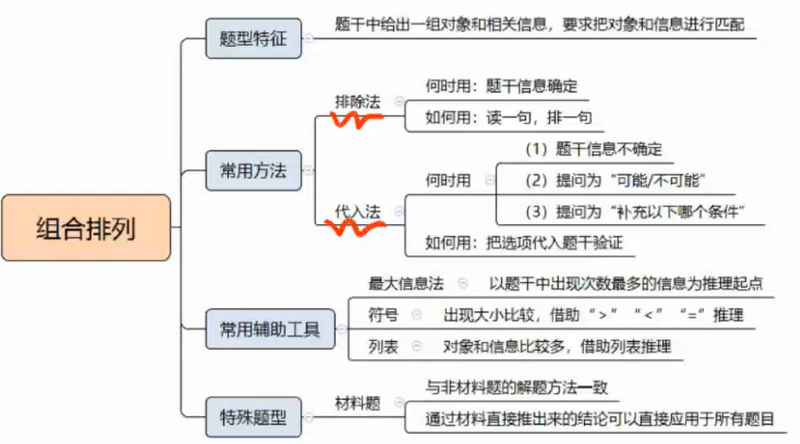 组合排列
题型特征
题干中给出一组对象和相关信息，要求把对象和信息进行匹配
常用方法
排除法
何时用：题干信息确定
如何用：读一句，排一句
代入法
何时用
（1）题干信息不确定
（2）提问为“可能/不可能”
（3）提问为“补充以下哪个条件”
如何用：把选项代入题干验证
常用辅助工具
最大信息法
以题干中出现次数最多的信息为推理起点
符号
出现大小比较，借助“>”“<”“=”推理
列表
对象和信息比较多，借助列表推理
特殊题型
材料题
与非材料题的解题方法一致
通过材料直接推出来的结论可以直接应用于所有题目